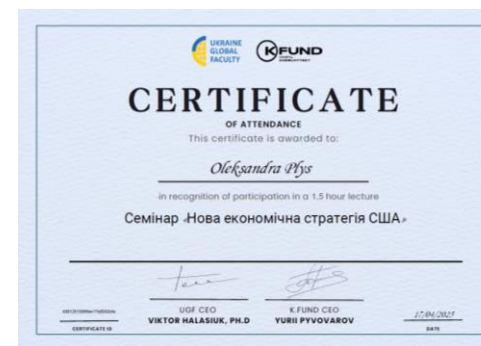 UKRAINE
GLOBAL
FACULTY
K FUND
CERTIFICATE
OF ATTENDANCE
This certificate is awarded to:
Oleksandra Plys
in recognition of participation in a 1.5 hour lecture
Семінар «Нова економічна стратегія США»
UGF CEO
VIKTOR HALASIUK, PH.D
K.FUND CEO
YURII PYVOVAROV
17/04/2025
CERTIFICATE ID
DATE